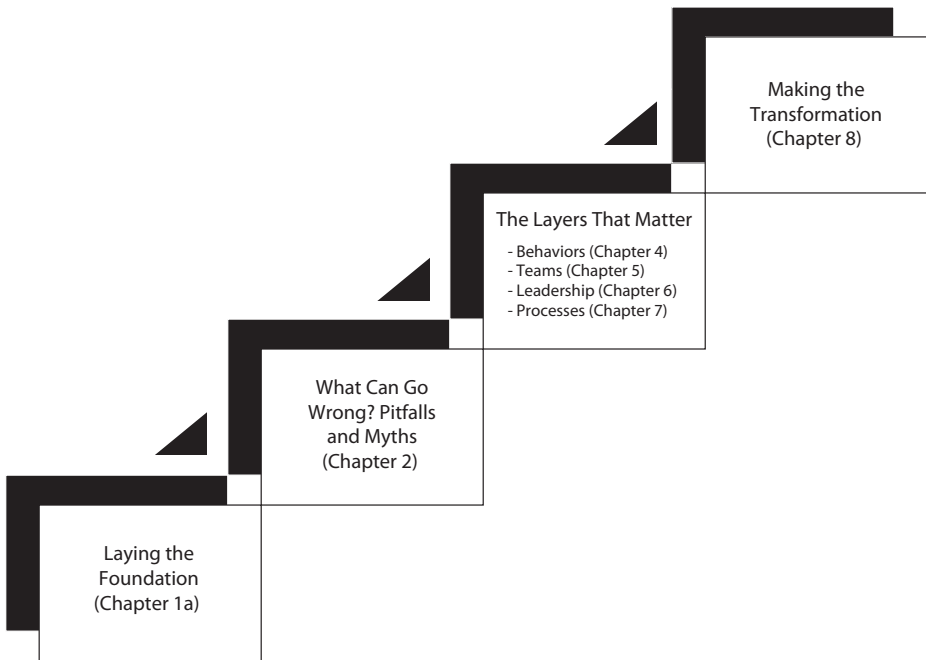 Making the
Transformation
(Chapter 8)
The Layers That Matter
- Behaviors (Chapter 4)
- Teams (Chapter 5)
- Leadership (Chapter 6)
- Processes (Chapter 7)
What Can Go
Wrong? Pitfalls
and Myths
(Chapter 2)
Laying the
Foundation
(Chapter 1a)